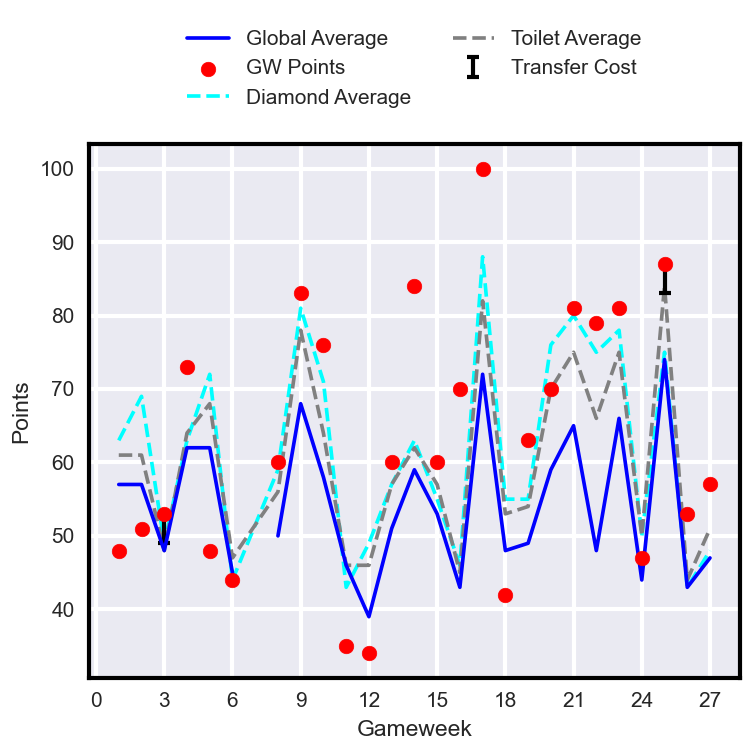 Global Average
GW Points
Diamond Average
Toilet Average
Transfer Cost
100
90
80
70
60
50
40
Points
0 3 6 9 12 15 18 21 24 27
Gameweek